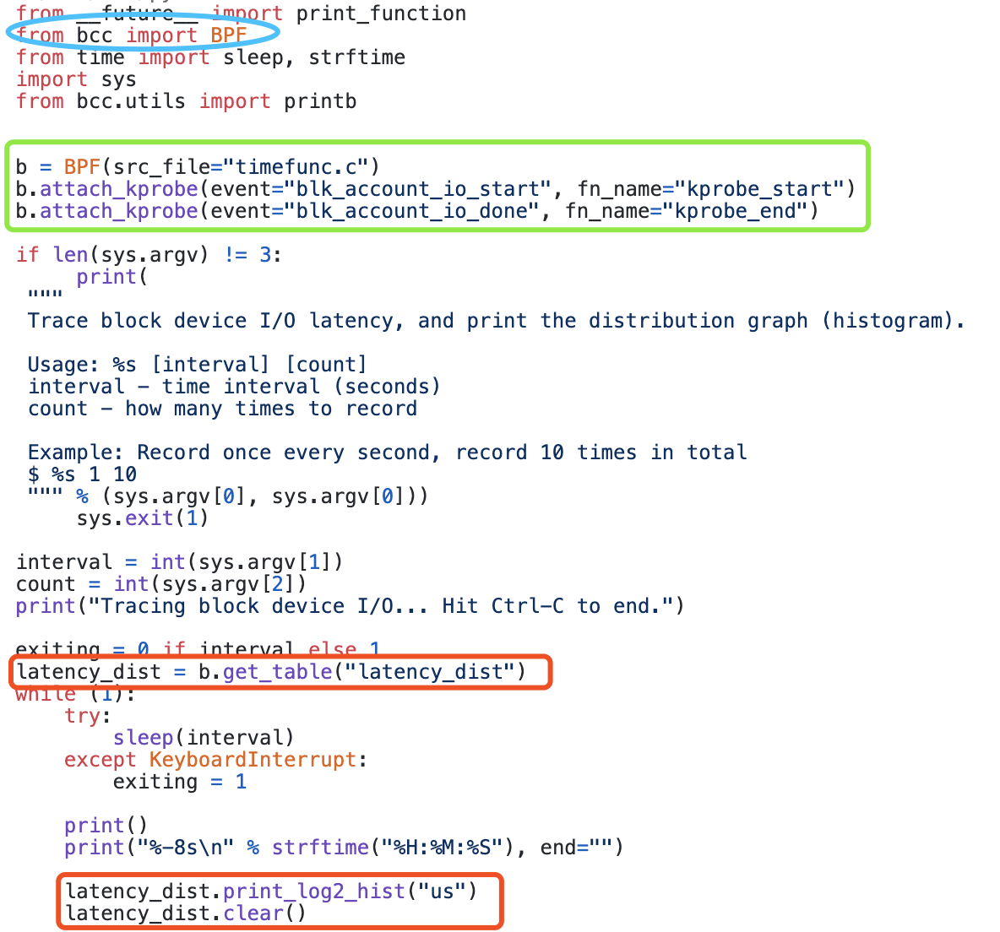 from __future__ import print_function
from bcc import BPF
from time import sleep, strftime
import sys
from bcc.utils import printb
b = BPF(src_file="timefunc.c")
b.attach_kprobe(event="blk_account_io_start", fn_name="kprobe_start")
b.attach_kprobe(event="blk_account_io_done", fn_name="kprobe_end")
if len(sys.argv) != 3:
     print(
 """
 Trace block device I/O latency, and print the distribution graph (histogram).
 Usage: %s [interval] [count]
 interval – time interval (seconds)
 count – how many times to record
 Example: Record once every second, record 10 times in total
 $ %s 1 10
 """ % (sys.argv[0], sys.argv[0]))
     sys.exit(1)
interval = int(sys.argv[1])
count = int(sys.argv[2])
print("Tracing block device I/O... Hit Ctrl-C to end.")
exiting = 0 if interval else 1
latency_dist = b.get_table("latency_dist")
while (1):
    try:
        sleep(interval)
    except KeyboardInterrupt:
        exiting = 1
    print()
    print("%-8s\n" % strftime("%H:%M:%S"), end="")
    latency_dist.print_log2_hist("us")
    latency_dist.clear()